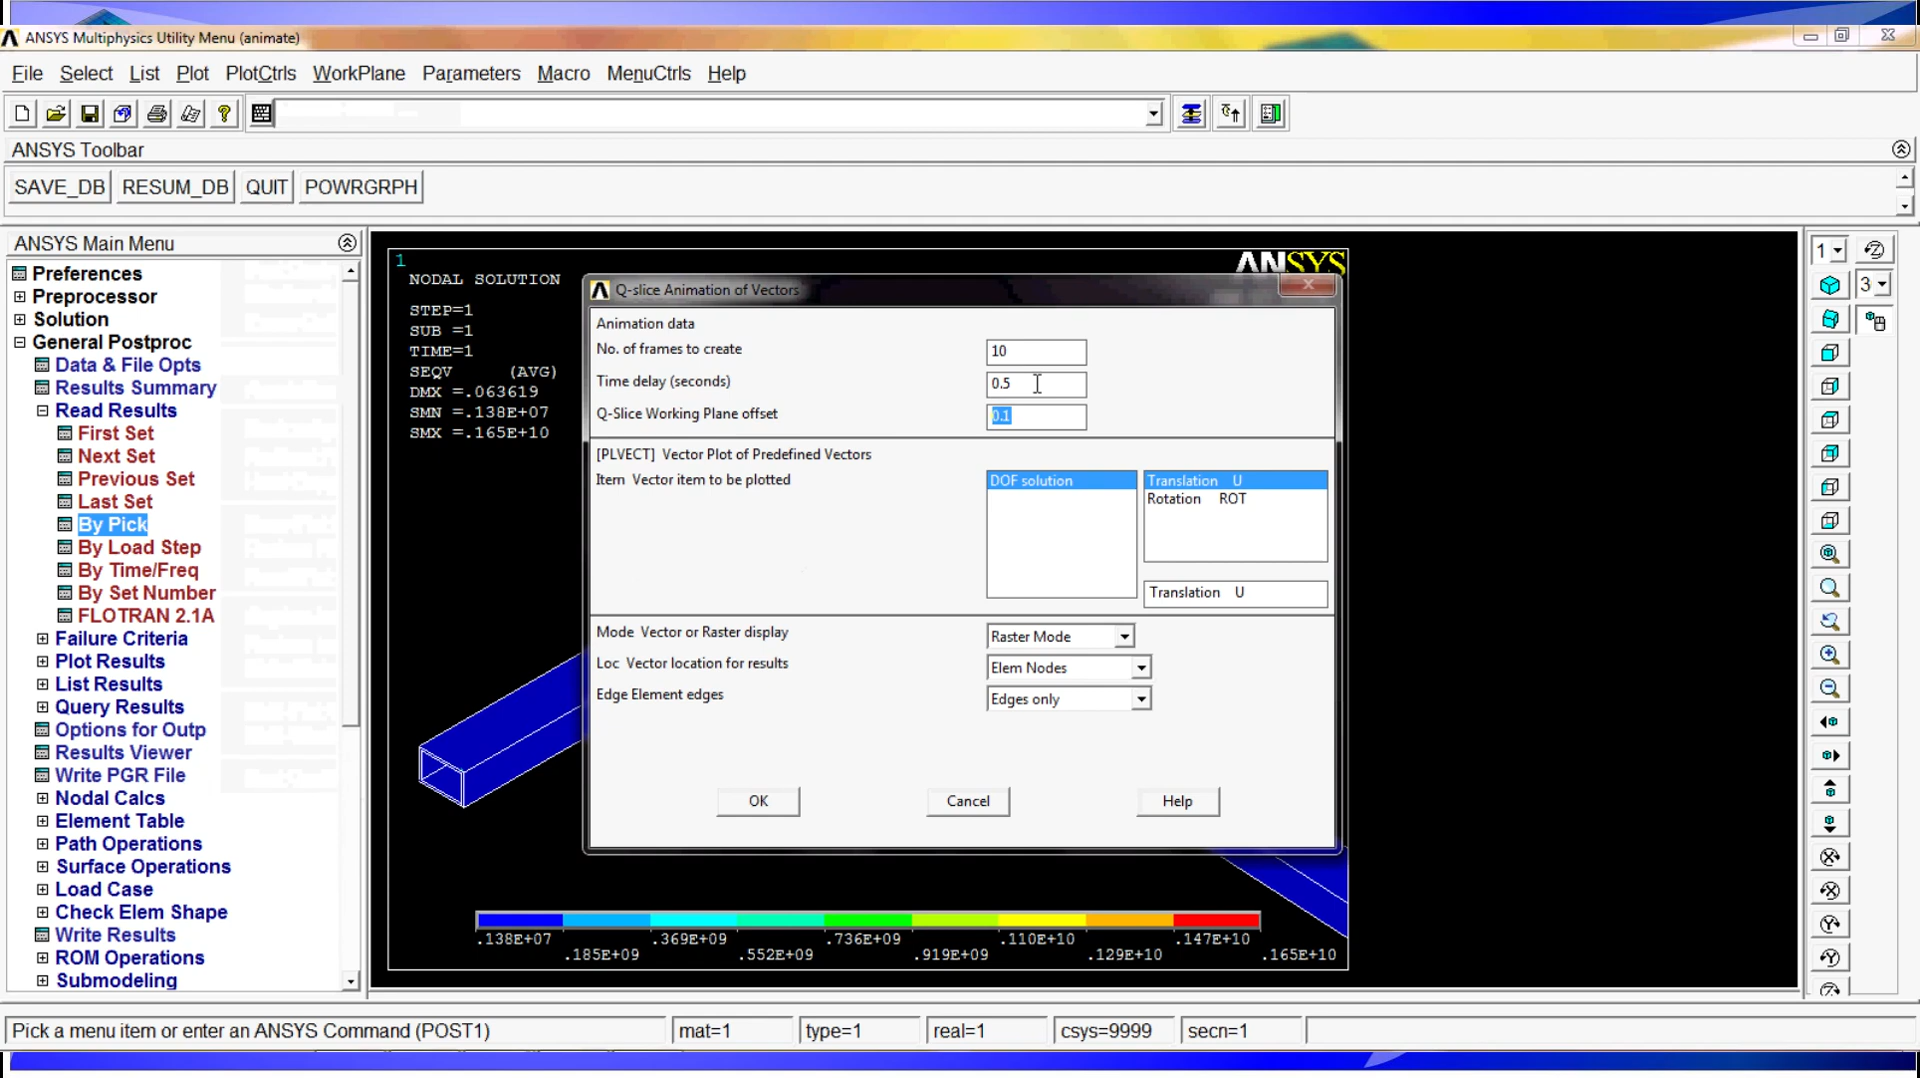 ANSYS Multiphysics Utility Menu (animate)
File Select List Plot PlotCtrls WorkPlane Parameters Macro MenuCtrls Help
ANSYS Toolbar
SAVE_DB RESUM_DB QUIT POWRGRPH
ANSYS Main Menu
Preferences
Preprocessor
Solution
General Postproc
Data & File Opts
Results Summary
Read Results
First Set
Next Set
Previous Set
Last Set
By Pick
By Load Step
By Time/Freq
By Set Number
FLOTRAN 2.1A
Failure Criteria
Plot Results
List Results
Query Results
Options for Outp
Results Viewer
Write PGR File
Nodal Calcs
Element Table
Path Operations
Surface Operations
Load Case
Check Elem Shape
Write Results
ROM Operations
Submodeling
1
NODAL SOLUTION
STEP=1
SUB =1
TIME=1
SEQV (AVG)
DMX =.063619
SMN =.138E+07
SMX =.165E+10
ANSYS
Q-slice Animation of Vectors
Animation data
No. of frames to create 10
Time delay (seconds) 0.5
Q-Slice Working Plane offset 0.1
[PLVECT] Vector Plot of Predefined Vectors
Item Vector item to be plotted
DOF solution
Translation U
Rotation ROT
Translation U
Mode Vector or Raster display Raster Mode
Loc Vector location for results Elem Nodes
Edge Element edges Edges only
OK Cancel Help
.138E+07 .369E+09 .736E+09 .110E+10 .147E+10
.185E+09 .552E+09 .919E+09 .129E+10 .165E+10
1
3
Pick a menu item or enter an ANSYS Command (POST1) mat=1 type=1 real=1 csys=9999 secn=1